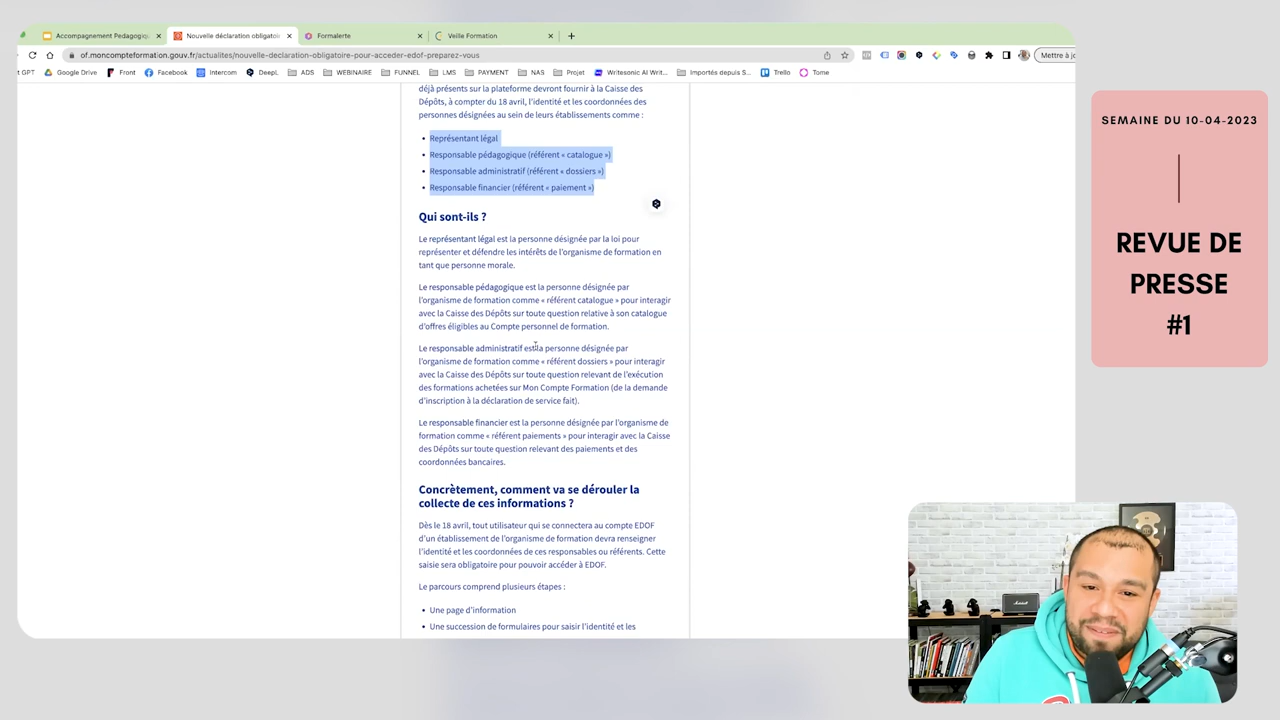 Accompagnement Pedagogiqu
Nouvelle déclaration obligatoi
Formalerte
Veille Formation
of.moncompteformation.gouv.fr/actualites/nouvelle-declaration-obligatoire-pour-acceder-edof-preparez-vous
Mettre à jo
at GPT
Google Drive
Front
Facebook
Intercom
DeepL
ADS
WEBINAIRE
FUNNEL
LMS
PAYMENT
NAS
Projet
Writesonic AI Writ...
Importés depuis S...
Trello
Tome
déjà présents sur la plateforme devront fournir à la Caisse des
Dépôts, à compter du 18 avril, l'identité et les coordonnées des
personnes désignées au sein de leurs établissements comme :
• Représentant légal
• Responsable pédagogique (référent « catalogue »)
• Responsable administratif (référent « dossiers »)
• Responsable financier (référent « paiement »)
Qui sont-ils ?
Le représentant légal est la personne désignée par la loi pour
représenter et défendre les intérêts de l'organisme de formation en
tant que personne morale.
Le responsable pédagogique est la personne désignée par
l'organisme de formation comme « référent catalogue » pour interagir
avec la Caisse des Dépôts sur toute question relative à son catalogue
d'offres éligibles au Compte personnel de formation.
Le responsable administratif est la personne désignée par
l'organisme de formation comme « référent dossiers » pour interagir
avec la Caisse des Dépôts sur toute question relevant de l'exécution
des formations achetées sur Mon Compte Formation (de la demande
d'inscription à la déclaration de service fait).
Le responsable financier est la personne désignée par l'organisme de
formation comme « référent paiements » pour interagir avec la Caisse
des Dépôts sur toute question relevant des paiements et des
coordonnées bancaires.
Concrètement, comment va se dérouler la
collecte de ces informations ?
Dès le 18 avril, tout utilisateur qui se connectera au compte EDOF
d'un établissement de l'organisme de formation devra renseigner
l'identité et les coordonnées de ces responsables ou référents. Cette
saisie sera obligatoire pour pouvoir accéder à EDOF.
Le parcours comprend plusieurs étapes :
• Une page d'information
• Une succession de formulaires pour saisir l'identité et les
SEMAINE DU 10-04-2023
REVUE DE
PRESSE
#1
Marshall